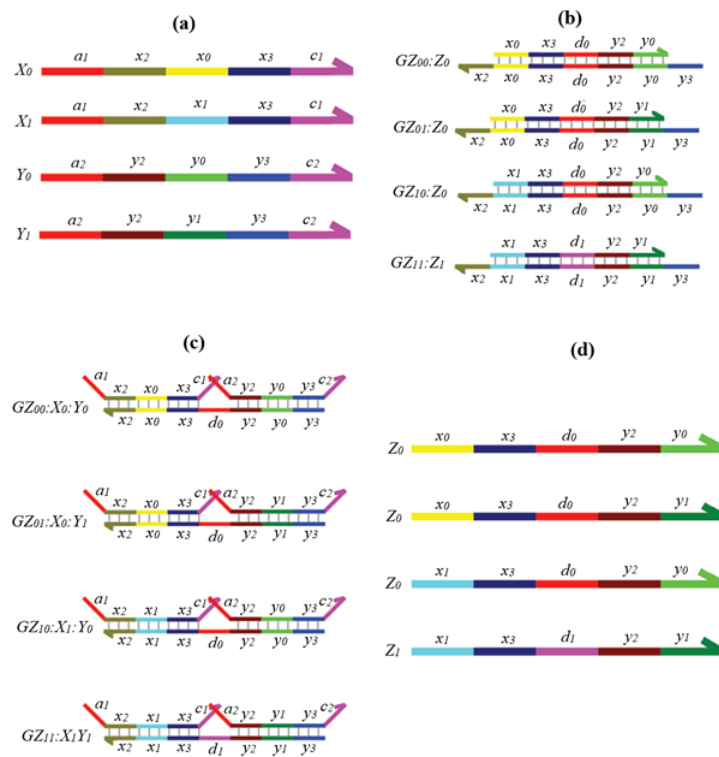 (a)
a1 x2 x0 x3 c1
X0
a1 x2 x1 x3 c1
X1
a2 y2 y0 y3 c2
Y0
a2 y2 y1 y3 c2
Y1
(b)
x0 x3 d0 y2 y0
GZ00:Z0
x2 x0 x3 d0 y2 y0 y3
x0 x3 d0 y2 y1
GZ01:Z0
x2 x0 x3 d0 y2 y1 y3
x1 x3 d0 y2 y0
GZ10:Z0
x2 x1 x3 d0 y2 y0 y3
x1 x3 d1 y2 y1
GZ11:Z1
x2 x1 x3 d1 y2 y1 y3
(c)
a1 x2 x0 x3 c1 a2 y2 y0 y3 c2
GZ00:X0:Y0
x2 x0 x3 d0 y2 y0 y3
a1 x2 x0 x3 c1 a2 y2 y1 y3 c2
GZ01:X0:Y1
x2 x0 x3 d0 y2 y1 y3
a1 x2 x1 x3 c1 a2 y2 y0 y3 c2
GZ10:X1:Y0
x2 x1 x3 d0 y2 y0 y3
a1 x2 x1 x3 c1 a2 y2 y1 y3 c2
GZ11:X1Y1
x2 x1 x3 d1 y2 y1 y3
(d)
x0 x3 d0 y2 y0
Z0
x0 x3 d0 y2 y1
Z0
x1 x3 d0 y2 y0
Z0
x1 x3 d1 y2 y1
Z1